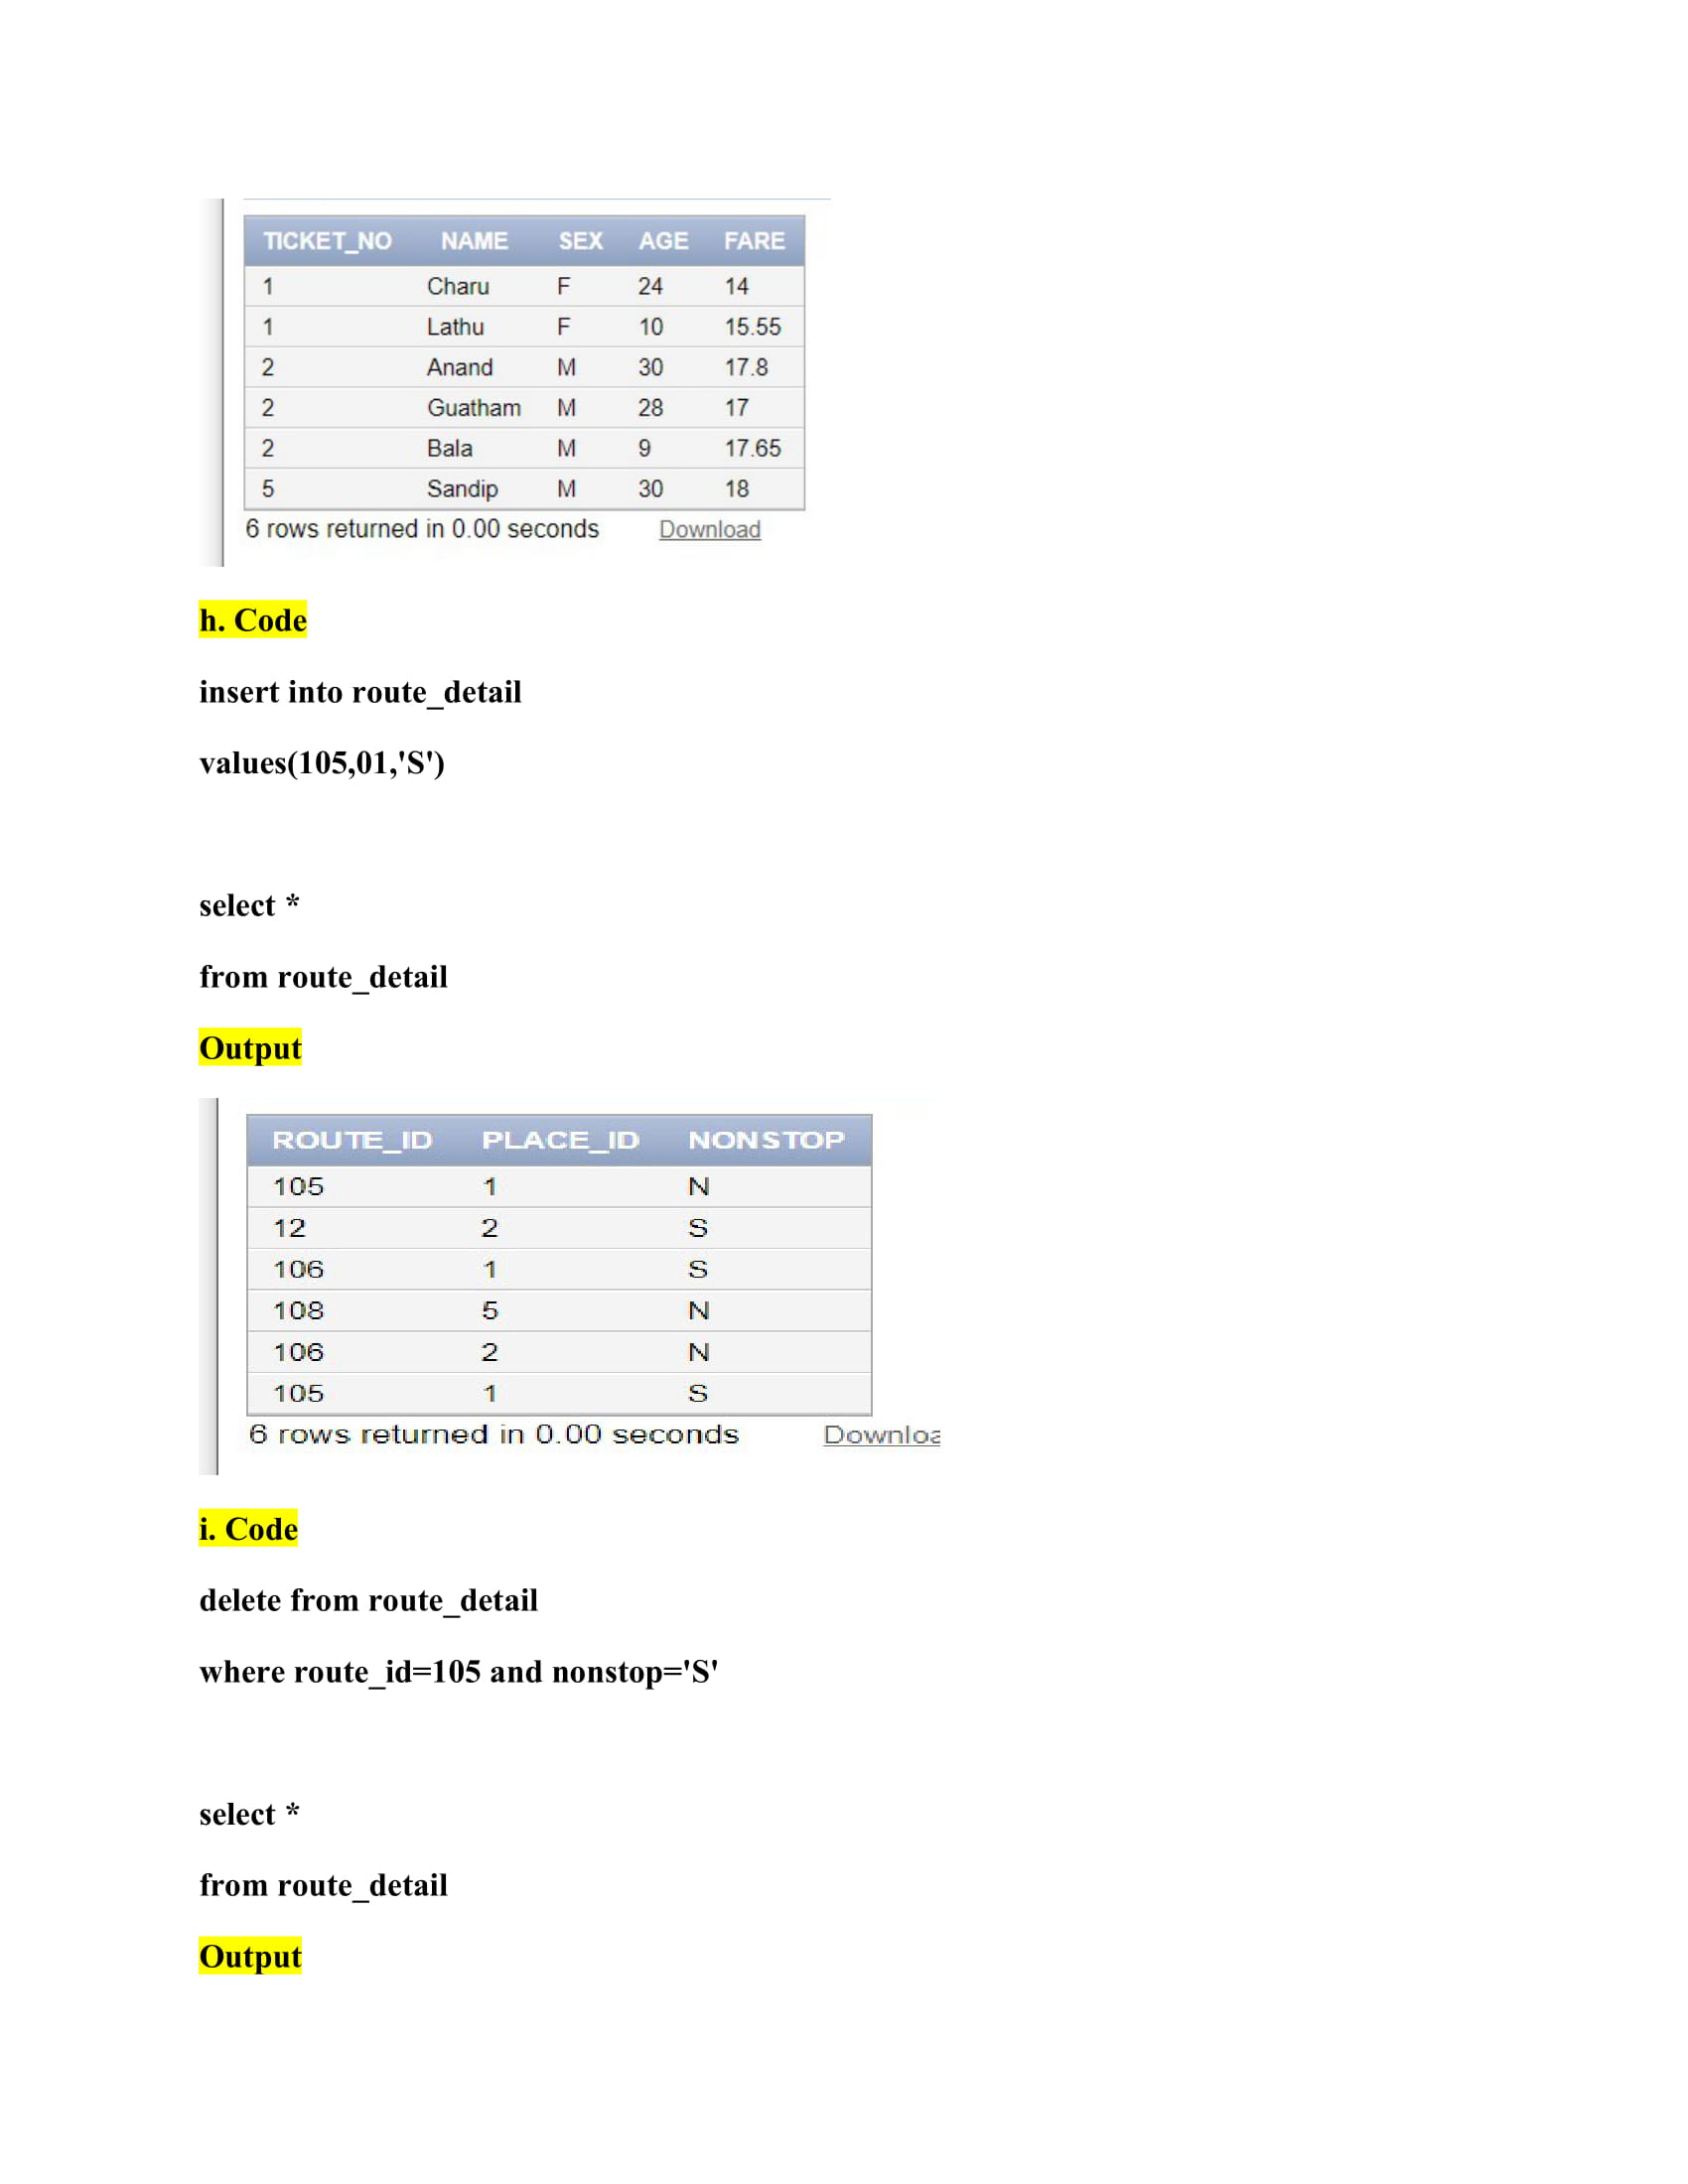 TICKET_NO NAME SEX AGE FARE
1 Charu F 24 14
1 Lathu F 10 15.55
2 Anand M 30 17.8
2 Guatham M 28 17
2 Bala M 9 17.65
5 Sandip M 30 18
6 rows returned in 0.00 seconds Download
h. Code
insert into route_detail
values(105,01,'S')
select *
from route_detail
Output
ROUTE_ID PLACE_ID NONSTOP
105 1 N
12 2 S
106 1 S
108 5 N
106 2 N
105 1 S
6 rows returned in 0.00 seconds Downloa
i. Code
delete from route_detail
where route_id=105 and nonstop='S'
select *
from route_detail
Output